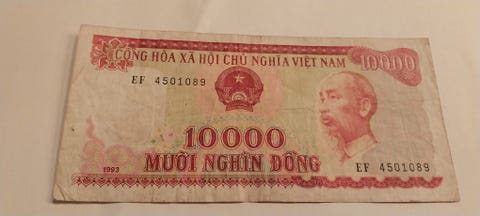 CỘNG HÒA XÃ HỘI CHỦ NGHĨA VIỆT NAM
10000
EF 4501089
10000
MƯỜI NGHÌN ĐỒNG
1993
EF 4501089